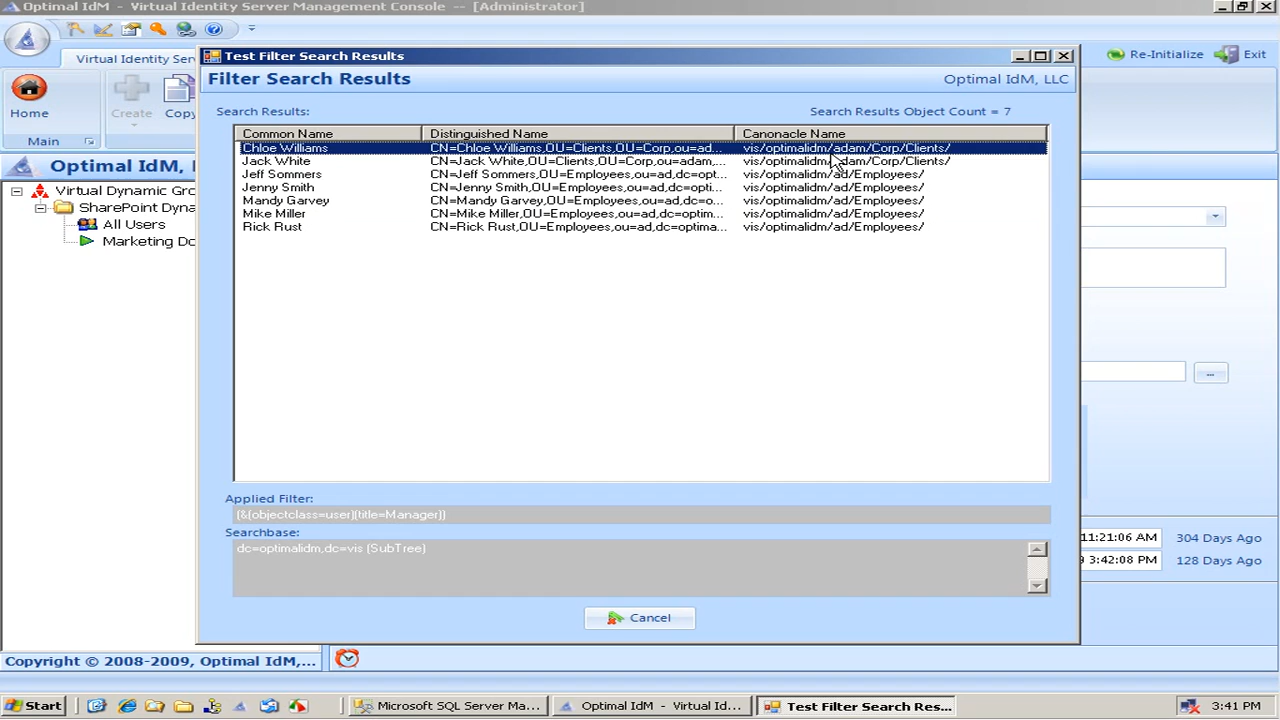 Optimal IdM - Virtual Identity Server Management Console -- [Administrator]
Virtual Identity Ser
Re-Initialize
Exit
Home
Create
Copy
Main
Optimal IdM,
Virtual Dynamic Gro
SharePoint Dyna
All Users
Marketing Do
Test Filter Search Results
Filter Search Results
Optimal IdM, LLC
Search Results:
Search Results Object Count = 7
Common Name Distinguished Name Canonacle Name
Chloe Williams CN=Chloe Williams,OU=Clients,OU=Corp,ou=ad... vis/optimalidm/adam/Corp/Clients/
Jack White CN=Jack White,OU=Clients,OU=Corp,ou=adam,... vis/optimalidm/adam/Corp/Clients/
Jeff Sommers CN=Jeff Sommers,OU=Employees,ou=ad,dc=opt... vis/optimalidm/ad/Employees/
Jenny Smith CN=Jenny Smith,OU=Employees,ou=ad,dc=opti... vis/optimalidm/ad/Employees/
Mandy Garvey CN=Mandy Garvey,OU=Employees,ou=ad,dc=o... vis/optimalidm/ad/Employees/
Mike Miller CN=Mike Miller,OU=Employees,ou=ad,dc=optim... vis/optimalidm/ad/Employees/
Rick Rust CN=Rick Rust,OU=Employees,ou=ad,dc=optima... vis/optimalidm/ad/Employees/
Applied Filter:
(&(objectclass=user)(title=Manager))
Searchbase:
dc=optimalidm,dc=vis (SubTree)
Cancel
...
11:21:06 AM 304 Days Ago
9 3:42:08 PM 128 Days Ago
Copyright © 2008-2009, Optimal IdM,...
Start
Microsoft SQL Server Ma...
Optimal IdM - Virtual Id...
Test Filter Search Res...
3:41 PM